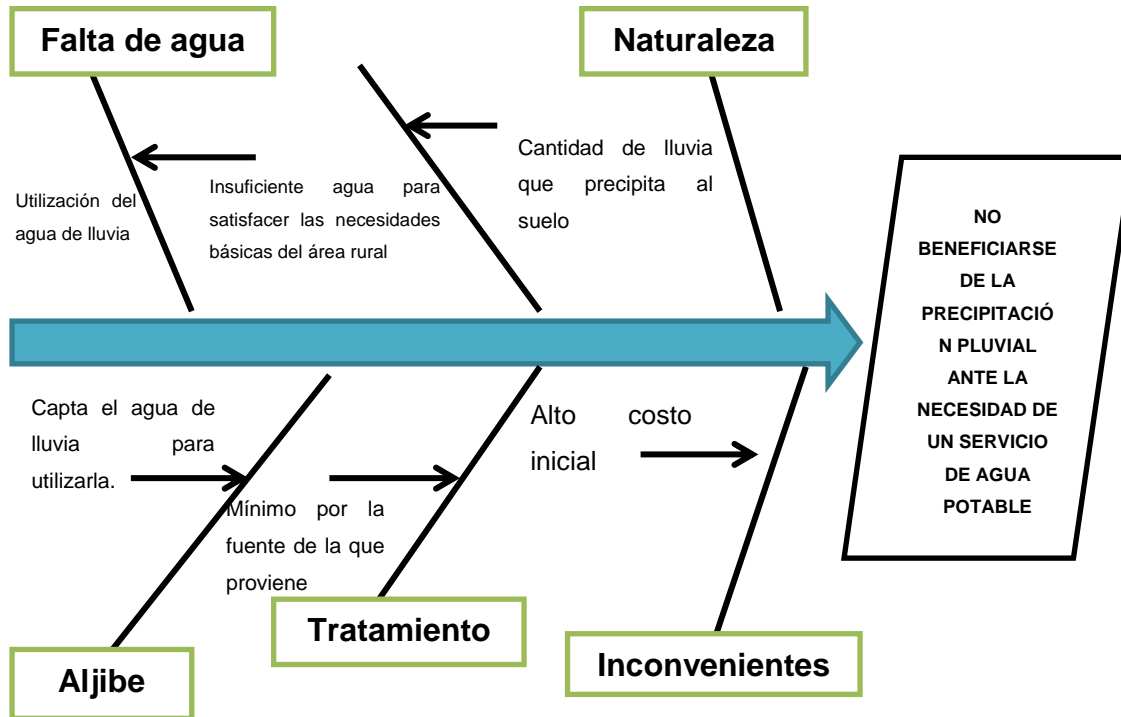 Falta de agua
Naturaleza
Cantidad de lluvia
que precipita al
suelo
Utilización del
agua de lluvia
Insuficiente agua para
satisfacer las necesidades
básicas del área rural
NO
BENEFICIARSE
DE LA
PRECIPITACIÓ
N PLUVIAL
ANTE LA
NECESIDAD DE
UN SERVICIO
DE AGUA
POTABLE
Capta el agua de
lluvia para
utilizarla.
Mínimo por la
fuente de la que
proviene
Alto costo
inicial
Aljibe
Tratamiento
Inconvenientes